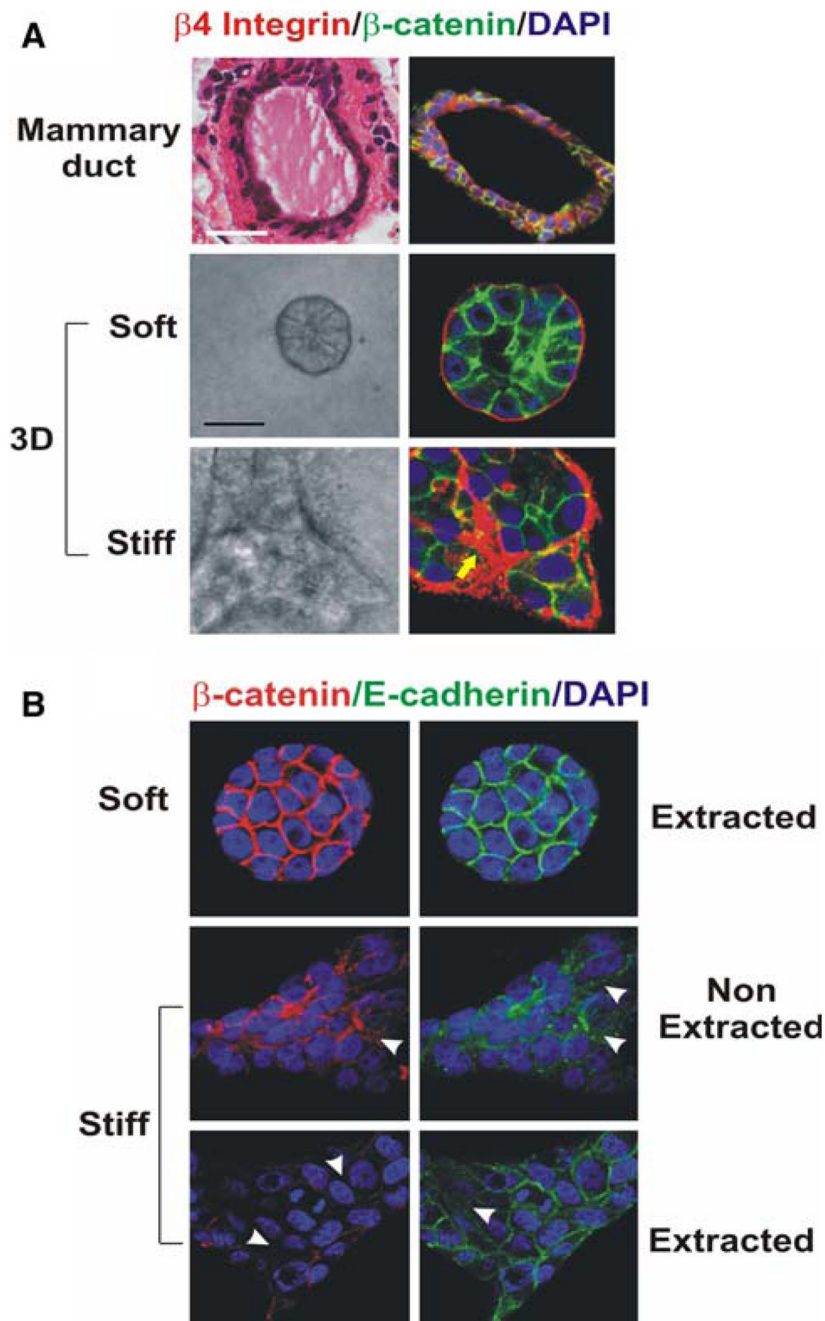 A
β4 Integrin/β-catenin/DAPI
Mammary
duct
Soft
3D
Stiff
B
β-catenin/E-cadherin/DAPI
Soft
Extracted
Non
Extracted
Stiff
Extracted